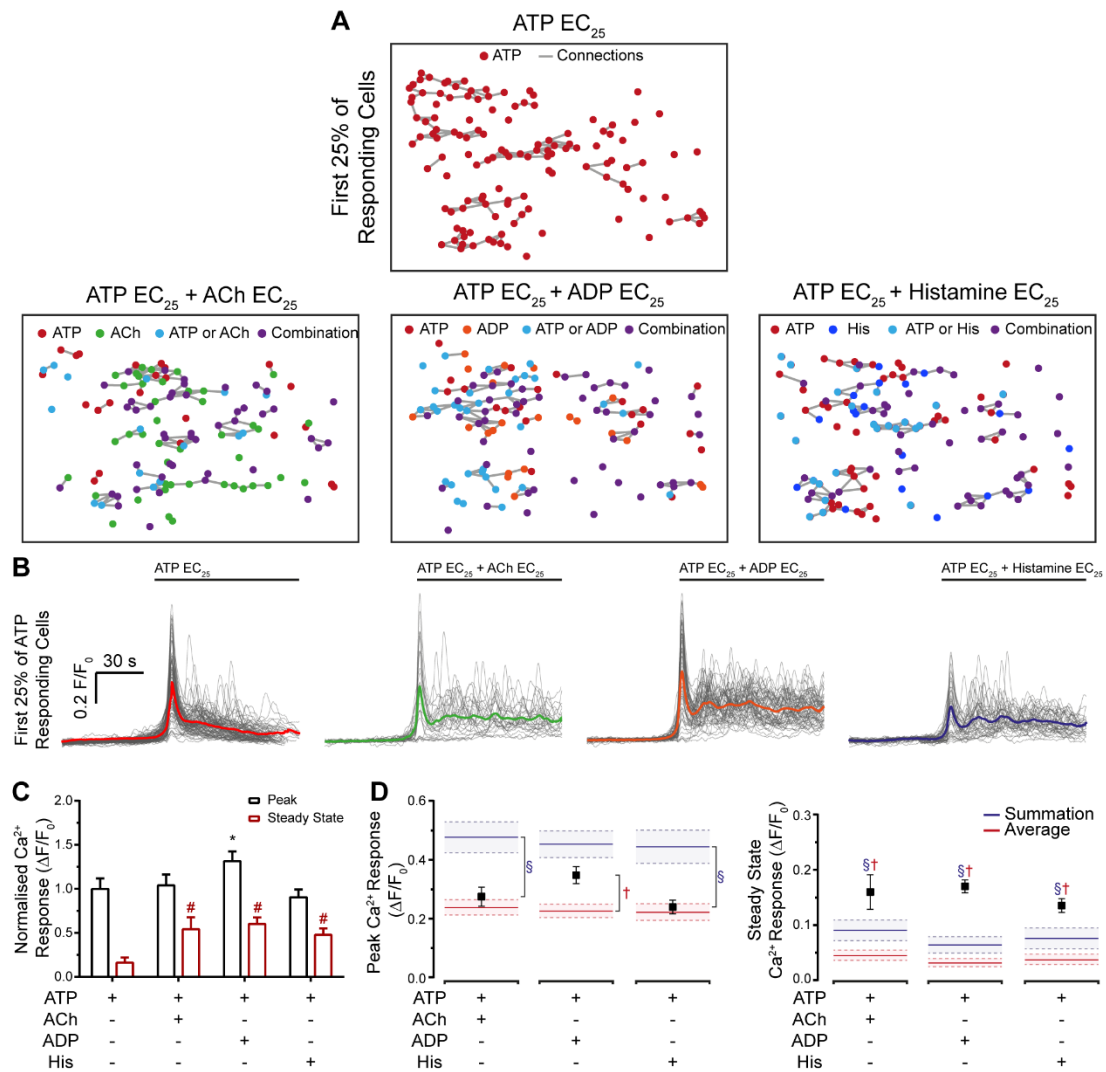 A
ATP EC25
First 25% of
Responding Cells
ATP Connections
ATP EC25 + ACh EC25
ATP ACh ATP or ACh Combination
ATP EC25 + ADP EC25
ATP ADP ATP or ADP Combination
ATP EC25 + Histamine EC25
ATP His ATP or His Combination
B
First 25% of ATP
Responding Cells
ATP EC25
ATP EC25 + ACh EC25
ATP EC25 + ADP EC25
ATP EC25 + Histamine EC25
0.2 F/F0
30 s
C
Normalised Ca2+
Response (ΔF/F0)
2.0
1.5
1.0
0.5
0.0
Peak
Steady State
#
*
#
#
ATP + + + +
ACh - + - -
ADP - - + -
His - - - +
D
Peak Ca2+ Response
(ΔF/F0)
0.6
0.4
0.2
0.0
§
†
§
ATP + + +
ACh + - -
ADP - + -
His - - +
Steady State
Ca2+ Response (ΔF/F0)
0.3
0.2
0.1
0.0
Summation
Average
§†
§†
§†
ATP + + +
ACh + - -
ADP - + -
His - - +